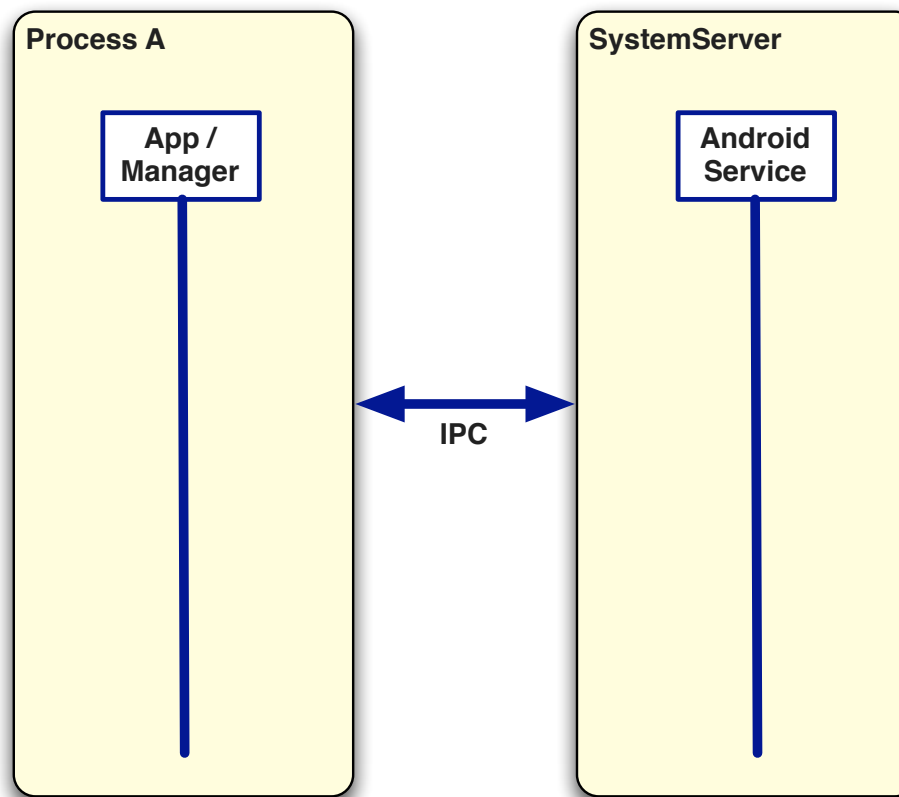 Process A
SystemServer
App /
Manager
Android
Service
IPC